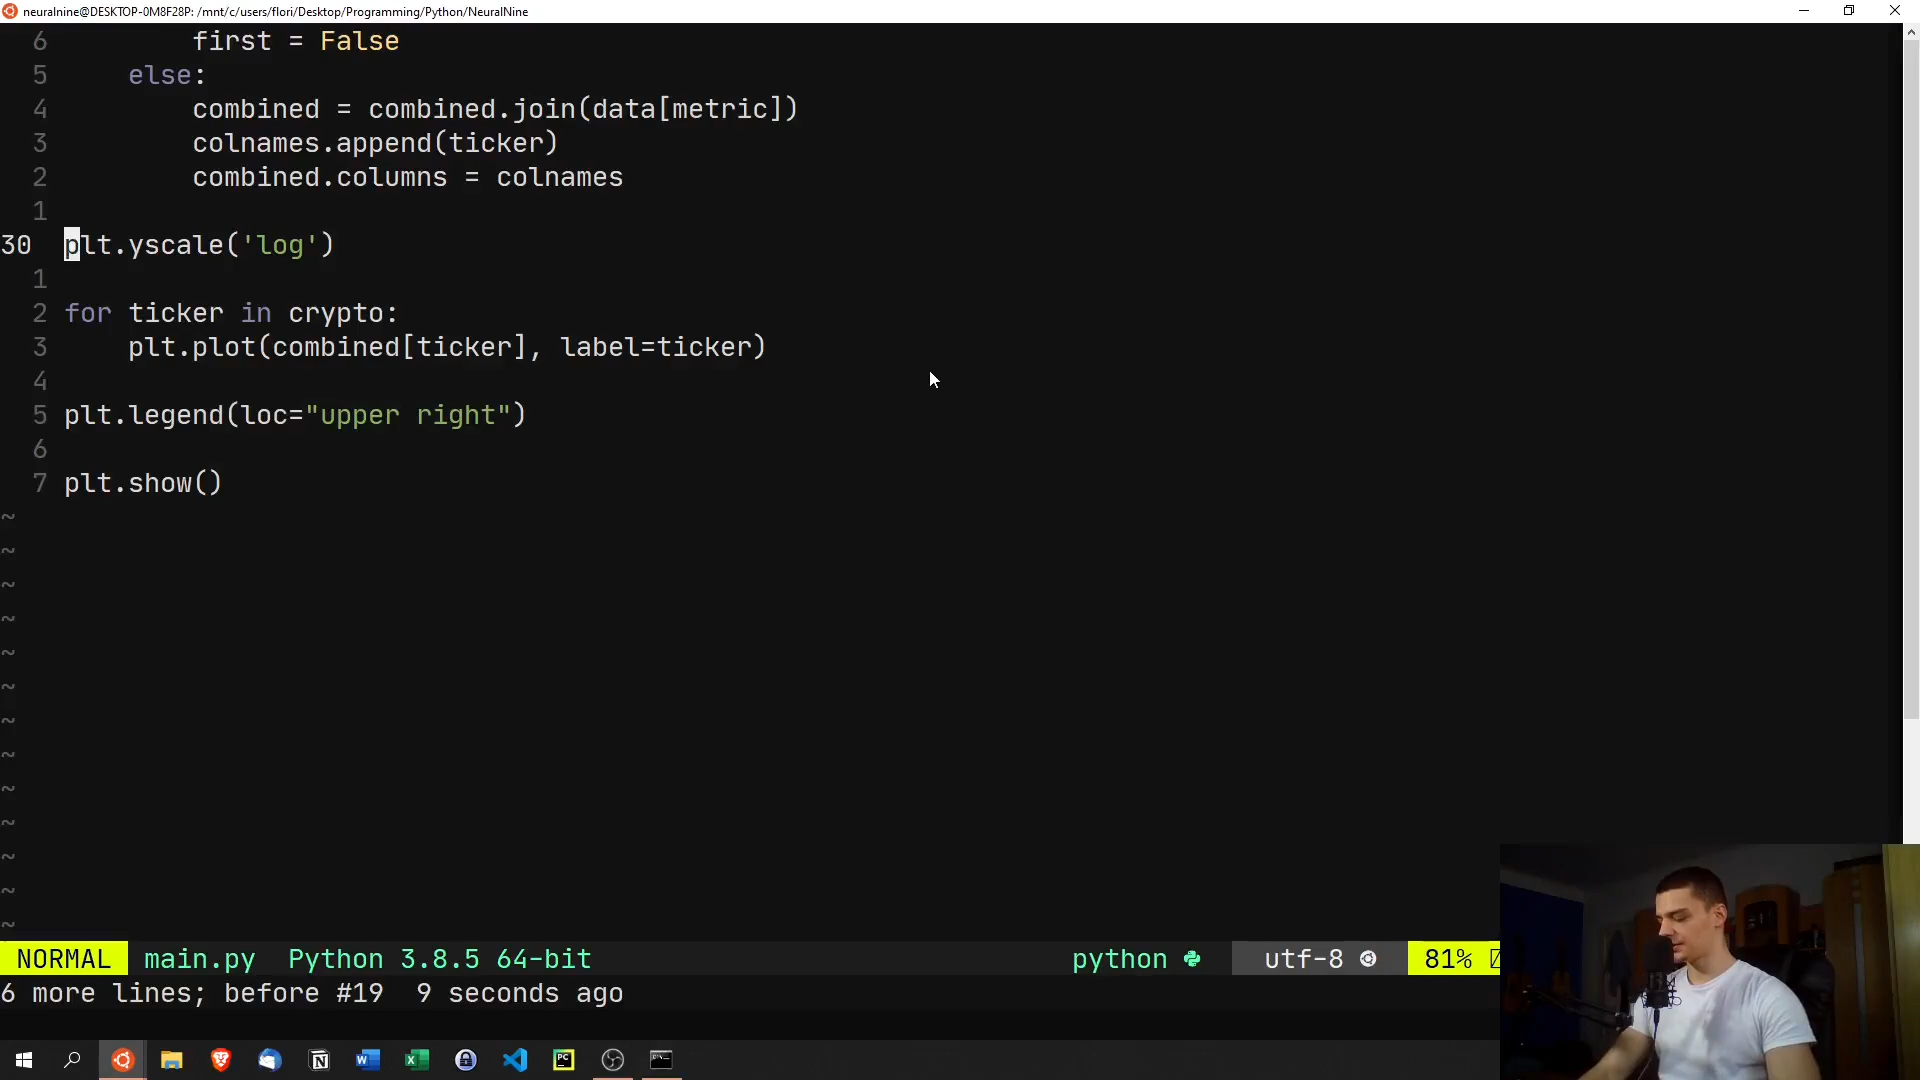 neuralnine@DESKTOP-0M8F28P: /mnt/c/users/flori/Desktop/Programming/Python/NeuralNine
6 first = False
5 else:
4 combined = combined.join(data[metric])
3 colnames.append(ticker)
2 combined.columns = colnames
1
30 plt.yscale('log')
1
2 for ticker in crypto:
3 plt.plot(combined[ticker], label=ticker)
4
5 plt.legend(loc="upper right")
6
7 plt.show()
~
~
~
~
~
~
~
~
~
~
~
~
~
NORMAL main.py Python 3.8.5 64-bit python utf-8 81%
6 more lines; before #19 9 seconds ago